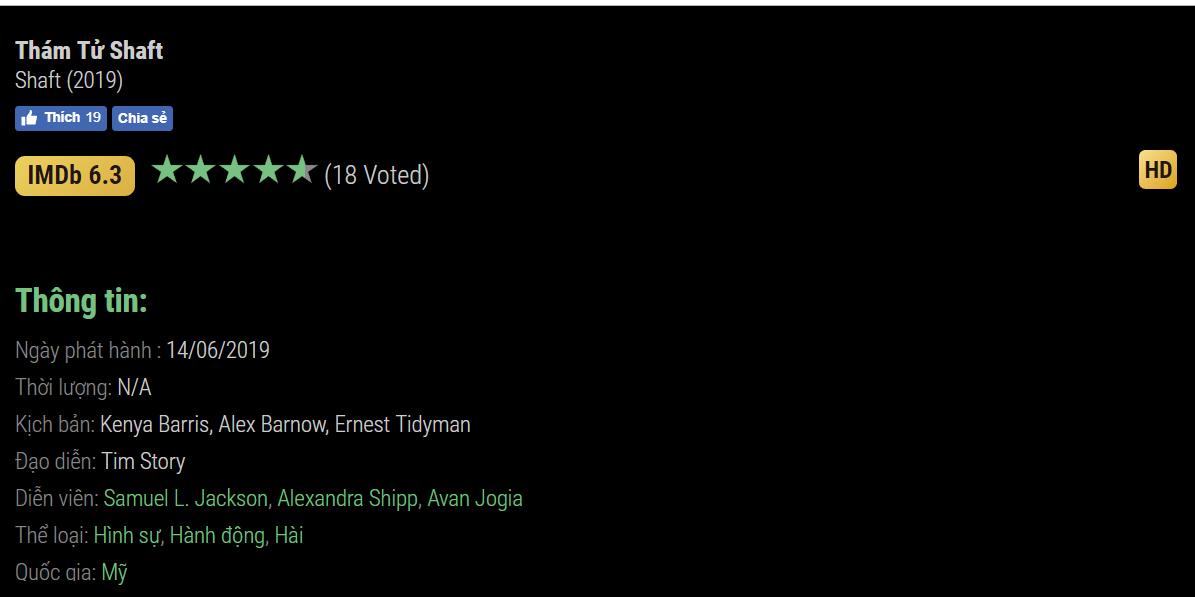 Thám Tử Shaft
Shaft (2019)
Thích 19 Chia sẻ
IMDb 6.3 (18 Voted) HD
Thông tin:
Ngày phát hành : 14/06/2019
Thời lượng: N/A
Kịch bản: Kenya Barris, Alex Barnow, Ernest Tidyman
Đạo diễn: Tim Story
Diễn viên: Samuel L. Jackson, Alexandra Shipp, Avan Jogia
Thể loại: Hình sự, Hành động, Hài
Quốc gia: Mỹ